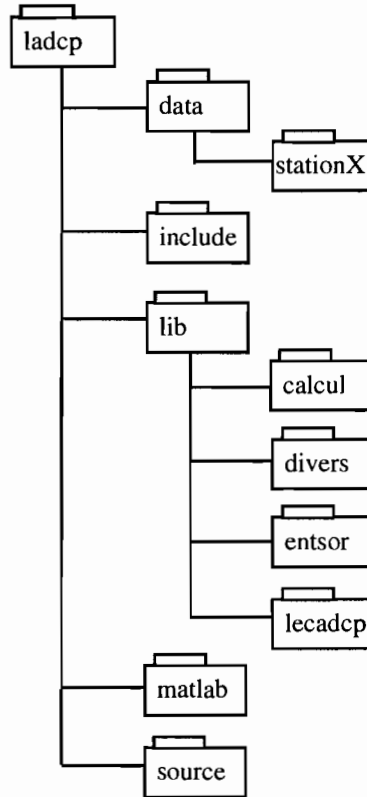 ladcp
data
stationX
include
lib
calcul
divers
entsor
lecadcp
matlab
source